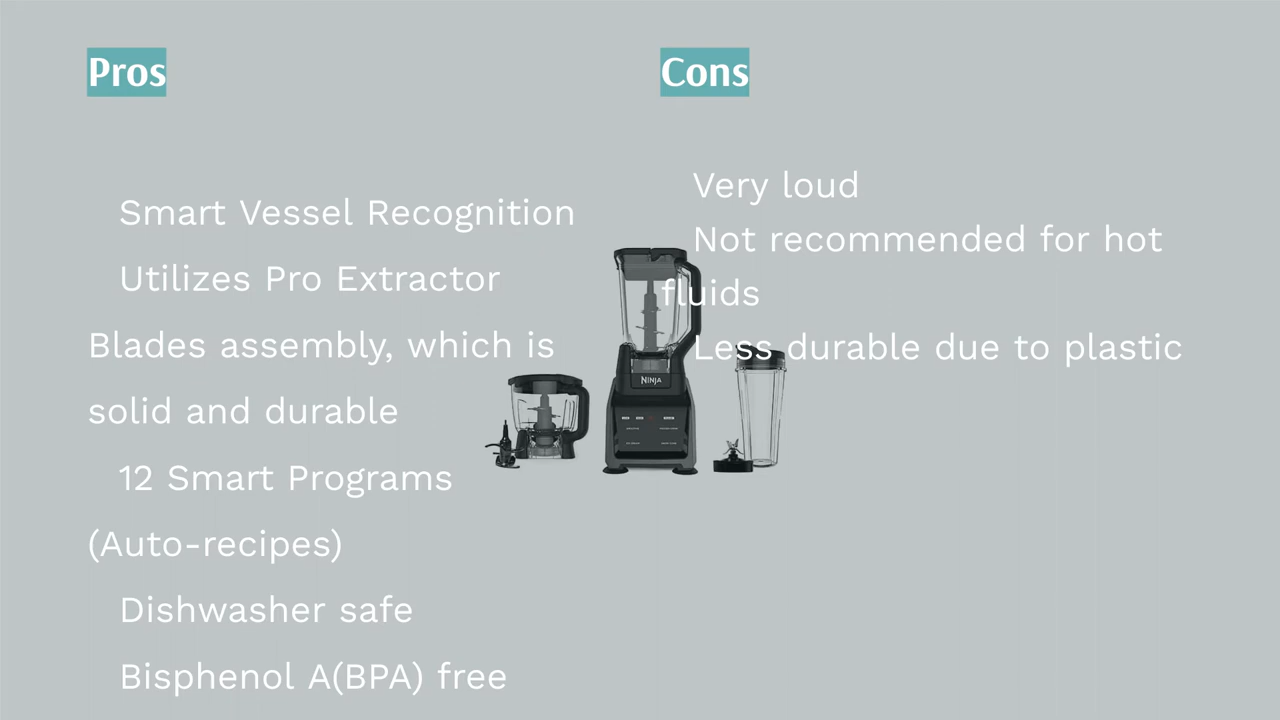 Pros
Smart Vessel Recognition
Utilizes Pro Extractor
Blades assembly, which is
solid and durable
12 Smart Programs
(Auto-recipes)
Dishwasher safe
Bisphenol A(BPA) free
Cons
Very loud
Not recommended for hot
fluids
Less durable due to plastic
NINJA